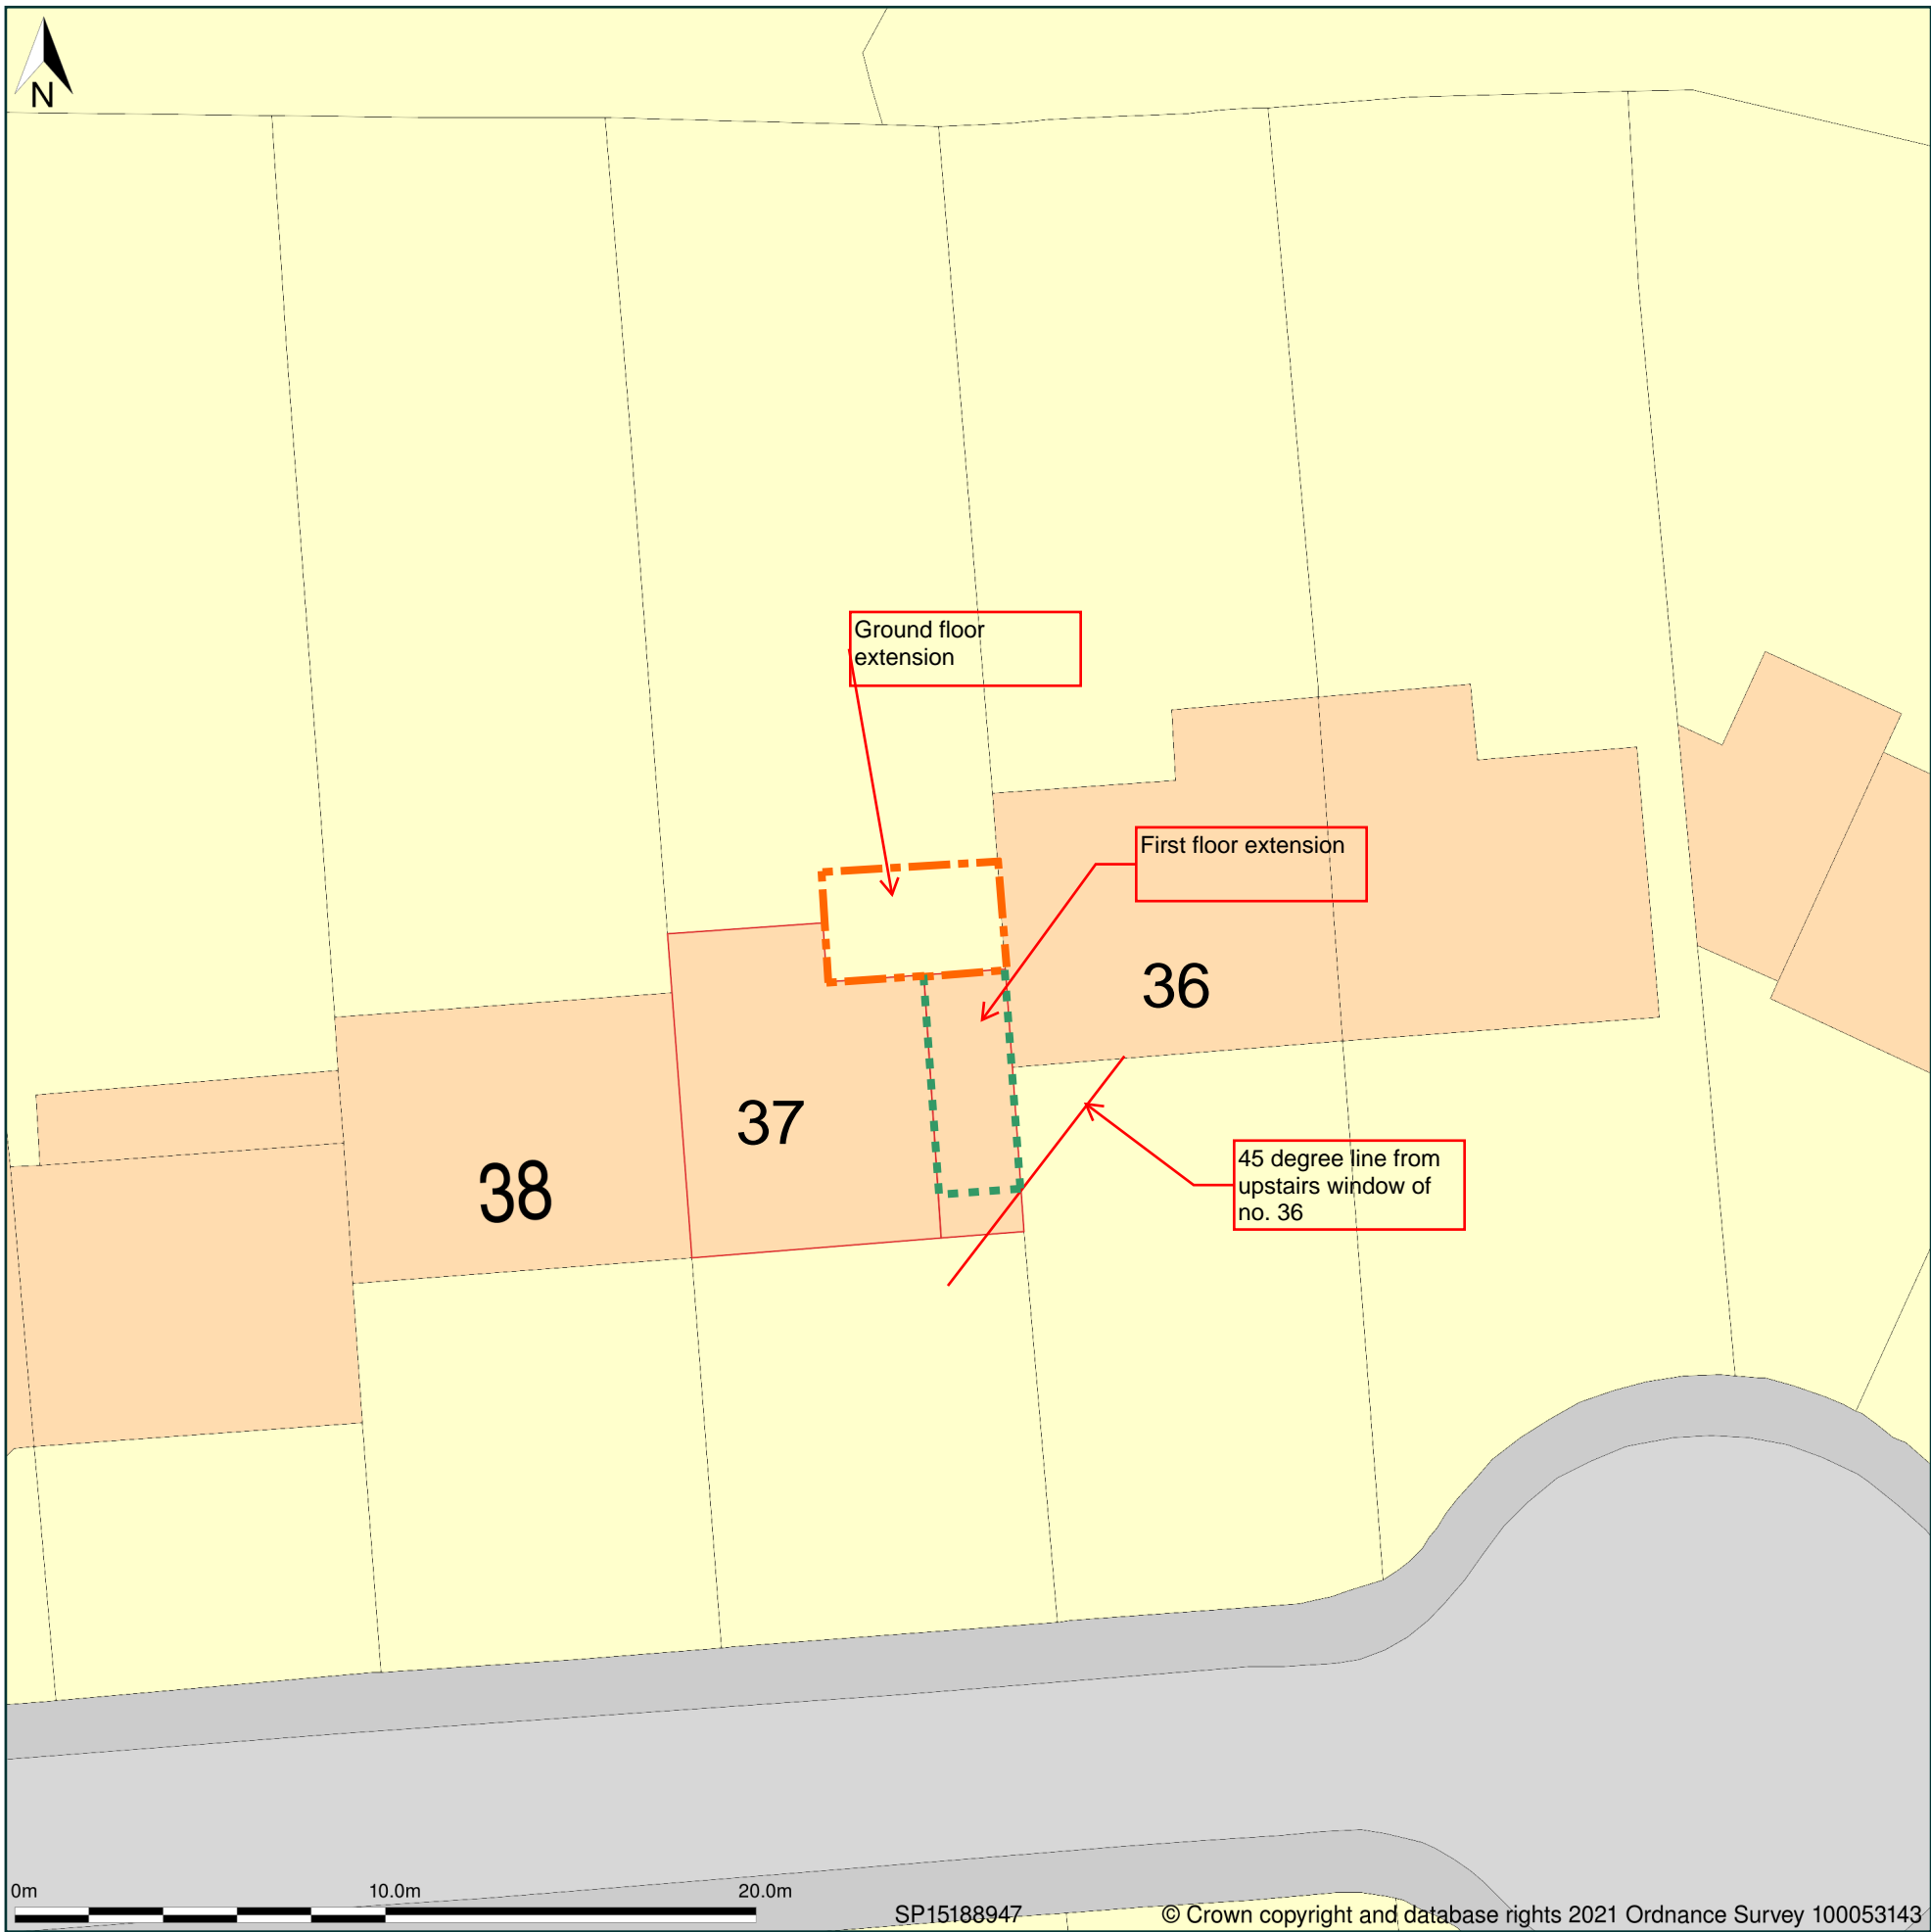 N
Ground floor
extension
First floor extension
36
37
38
45 degree line from
upstairs window of
no. 36
0m 10.0m 20.0m
SP15188947 © Crown copyright and database rights 2021 Ordnance Survey 100053143